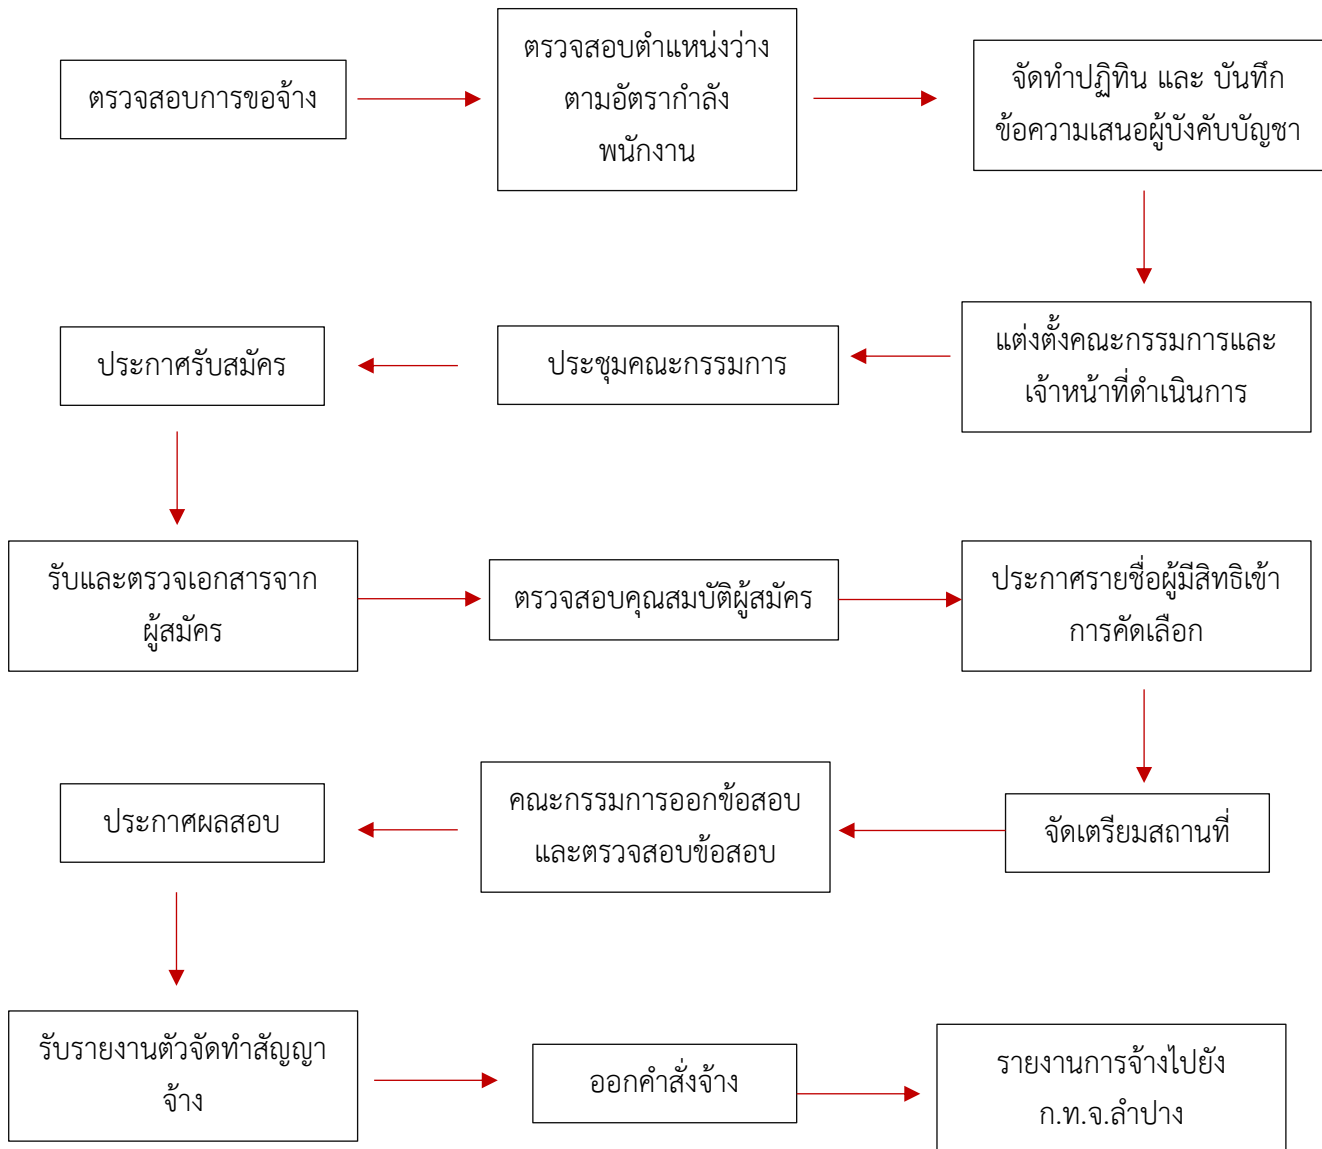 ตรวจสอบการขอจ้าง
ตรวจสอบตำแหน่งว่าง
ตามอัตรากำลัง
พนักงาน
จัดทำปฏิทิน และ บันทึก
ข้อความเสนอผู้บังคับบัญชา
แต่งตั้งคณะกรรมการและ
เจ้าหน้าที่ดำเนินการ
ประชุมคณะกรรมการ
ประกาศรับสมัคร
รับและตรวจเอกสารจาก
ผู้สมัคร
ตรวจสอบคุณสมบัติผู้สมัคร
ประกาศรายชื่อผู้มีสิทธิเข้า
การคัดเลือก
จัดเตรียมสถานที่
คณะกรรมการออกข้อสอบ
และตรวจสอบข้อสอบ
ประกาศผลสอบ
รับรายงานตัวจัดทำสัญญา
จ้าง
ออกคำสั่งจ้าง
รายงานการจ้างไปยัง
ก.ท.จ.ลำปาง